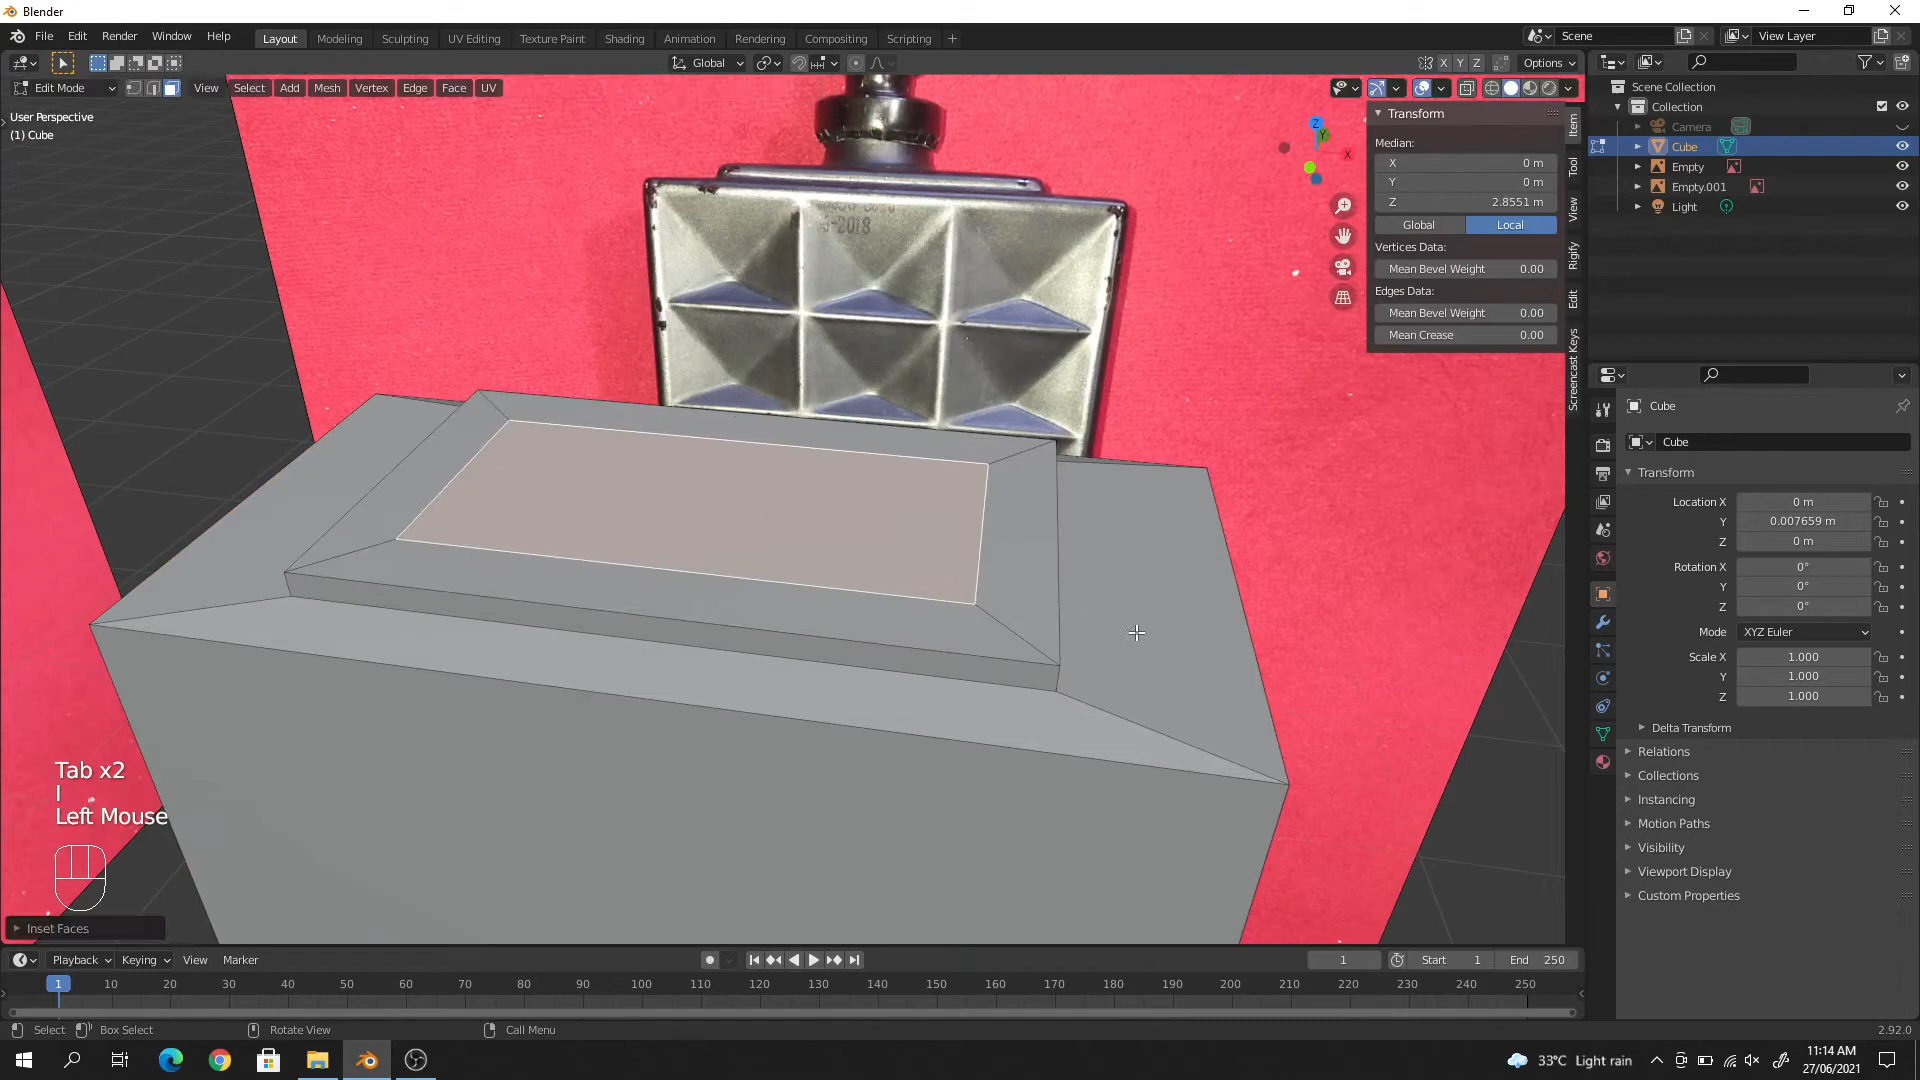 Blender
File Edit Render Window Help
Layout Modeling Sculpting UV Editing Texture Paint Shading Animation Rendering Compositing Scripting +
Scene
View Layer
Global
X Y Z Options
Edit Mode View Select Add Mesh Vertex Edge Face UV
Scene Collection
Collection
Camera
Cube
Empty
Empty.001
Light
User Perspective
(1) Cube
Z
Y
X
Transform
Median:
X 0 m
Y 0 m
Z 2.8551 m
Global Local
Vertices Data:
Mean Bevel Weight 0.00
Edges Data:
Mean Bevel Weight 0.00
Mean Crease 0.00
Item
Tool
View
Rigify
Edit
Screencast Keys
-2018
Cube
Cube
Transform
Location X 0 m
Y 0.007659 m
Z 0 m
Rotation X 0°
Y 0°
Z 0°
Mode XYZ Euler
Scale X 1.000
Y 1.000
Z 1.000
Delta Transform
Relations
Collections
Instancing
Motion Paths
Visibility
Viewport Display
Custom Properties
Tab x2
I
Left Mouse
Inset Faces
Playback Keying View Marker
1 Start 1 End 250
1 10 20 30 40 50 60 70 80 90 100 110 120 130 140 150 160 170 180 190 200 210 220 230 240 250
Select Box Select Rotate View Call Menu 2.92.0
33°C Light rain
11:14 AM
27/06/2021